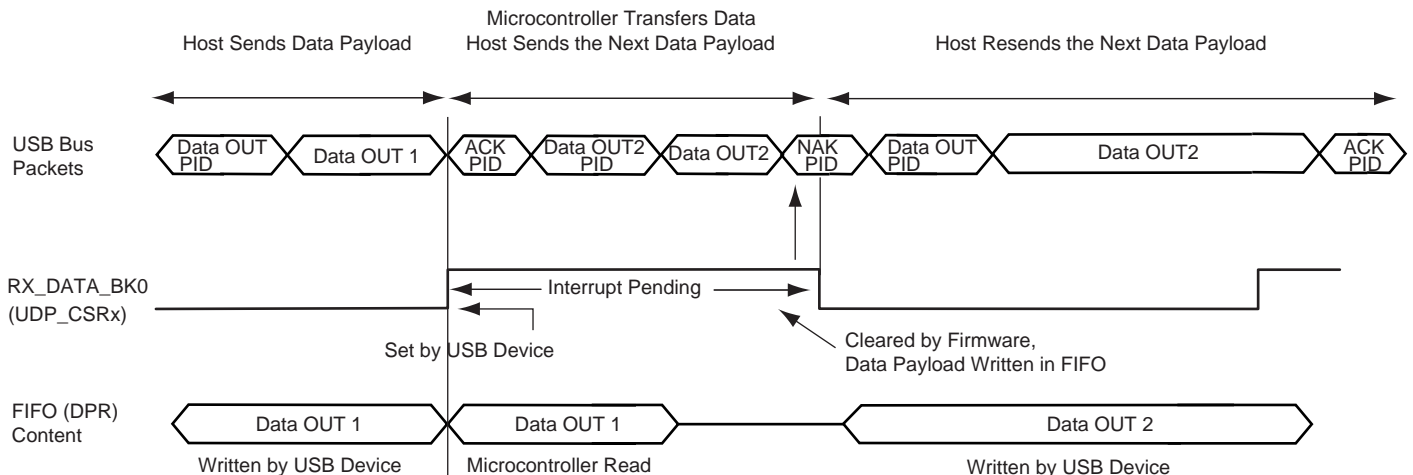 Host Sends Data Payload
Microcontroller Transfers Data
Host Sends the Next Data Payload
Host Resends the Next Data Payload
USB Bus
Packets
Data OUT
PID
Data OUT 1
ACK
PID
Data OUT2
PID
Data OUT2
NAK
PID
Data OUT
PID
Data OUT2
ACK
PID
RX_DATA_BK0
(UDP_CSRx)
Interrupt Pending
Set by USB Device
Cleared by Firmware,
Data Payload Written in FIFO
FIFO (DPR)
Content
Data OUT 1
Data OUT 1
Data OUT 2
Written by USB Device
Microcontroller Read
Written by USB Device